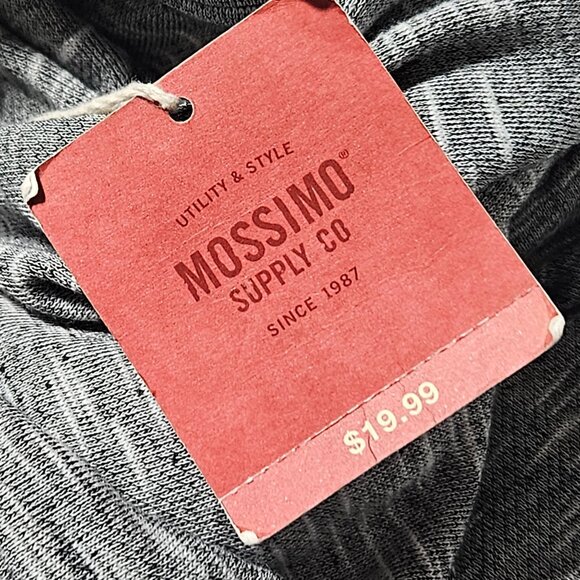 UTILITY & STYLE
MOSSIMO®
SUPPLY CO
SINCE 1987
$19.99